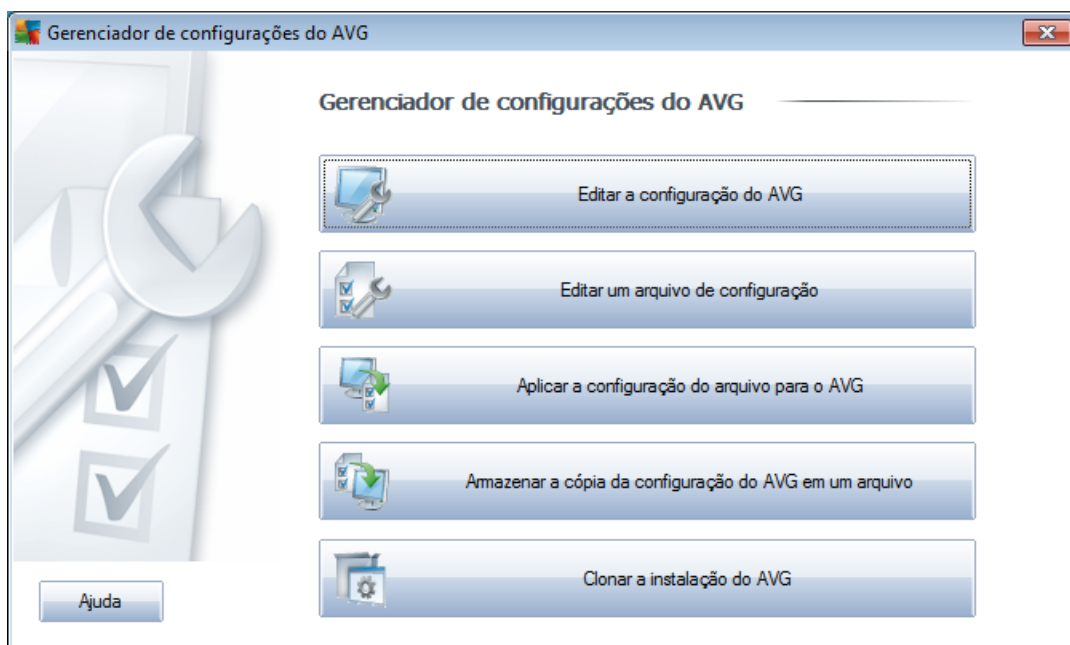 Gerenciador de configurações do AVG
Gerenciador de configurações do AVG
Editar a configuração do AVG
Editar um arquivo de configuração
Aplicar a configuração do arquivo para o AVG
Armazenar a cópia da configuração do AVG em um arquivo
Clonar a instalação do AVG
Ajuda